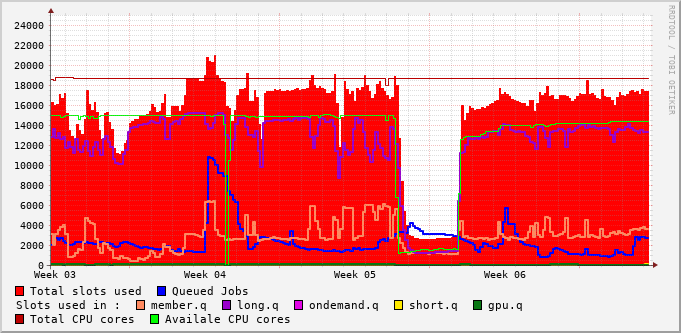 24000
22000
20000
18000
16000
14000
12000
10000
8000
6000
4000
2000
0
Week 03 Week 04 Week 05 Week 06
Total slots used Queued Jobs
Slots used in : member.q long.q ondemand.q short.q gpu.q
Total CPU cores Availale CPU cores
RRDTOOL / TOBI OETIKER